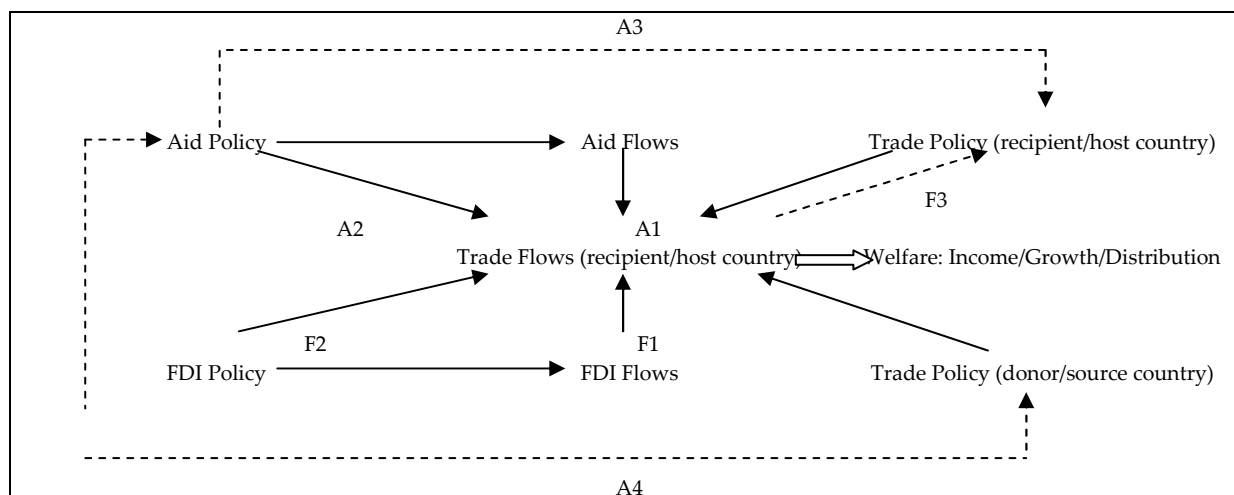 A3
Aid Policy Aid Flows Trade Policy (recipient/host country)
F3
A2 A1
Trade Flows (recipient/host country) Welfare: Income/Growth/Distribution
F2 F1
FDI Policy FDI Flows Trade Policy (donor/source country)
A4